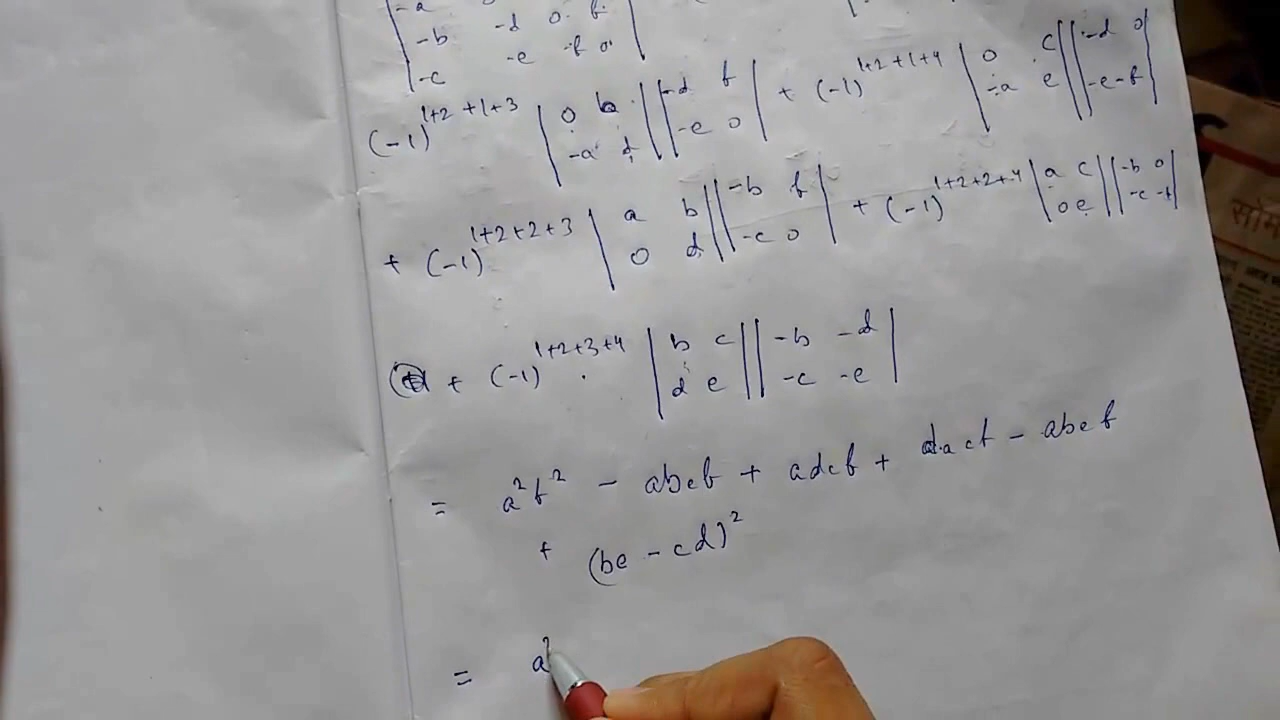 -a
-b -d 0 f
-c -e -f 0
(-1)^{1+2+1+3} |0 b; -a d| |-d f; -e 0| + (-1)^{1+2+1+4} |0 c; -a e| |-d 0; -e -f|
+ (-1)^{1+2+2+3} |a b; 0 d| |-b f; -c 0| + (-1)^{1+2+2+4} |a c; 0 e| |-b 0; -c -f|
+ (-1)^{1+2+3+4} |b c; d e| |-b -d; -c -e|
= a²f² - abef + adcf + dacf - abef
+ (be - cd)²
= a²